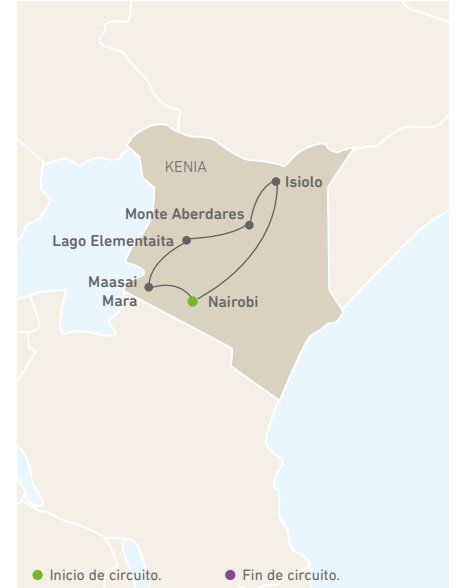 KENIA
Isiolo
Monte Aberdares
Lago Elementaita
Maasai
Mara
Nairobi
Inicio de circuito.
Fin de circuito.